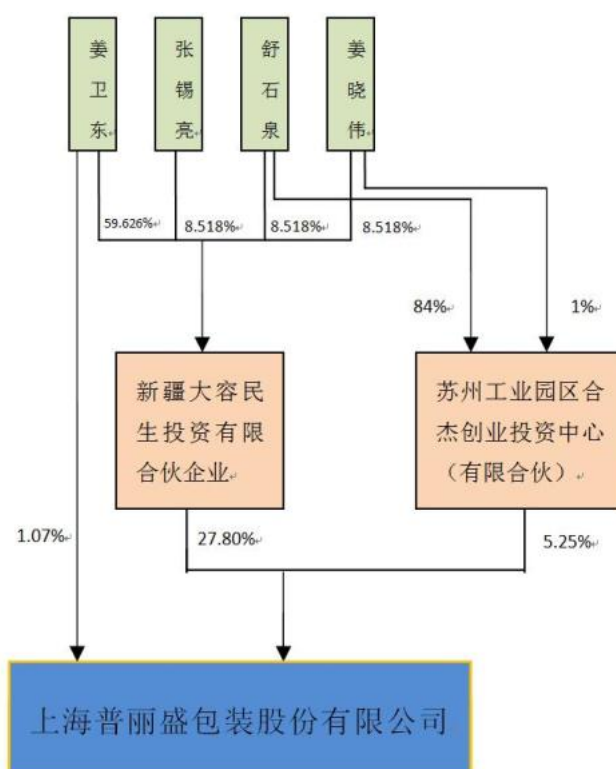 姜卫东
张锡亮
舒石泉
姜晓伟
59.626%
8.518%
8.518%
8.518%
84%
1%
新疆大容民
生投资有限
合伙企业
苏州工业园区合
杰创业投资中心
（有限合伙）
1.07%
27.80%
5.25%
上海普丽盛包装股份有限公司